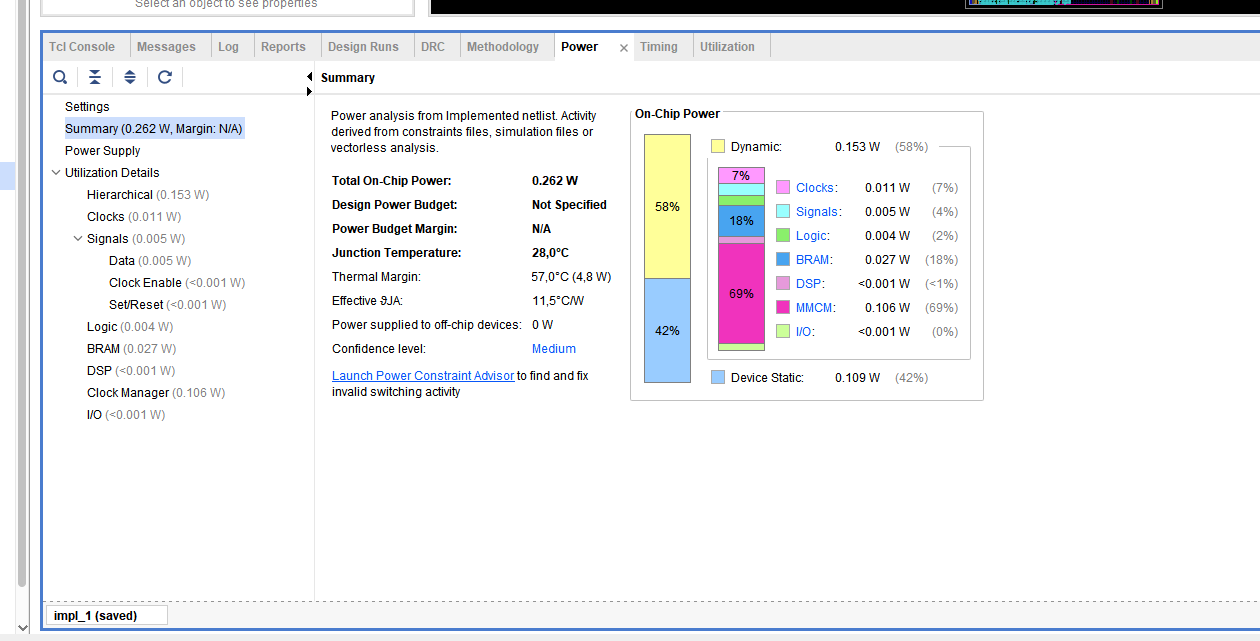 Select an object to see properties
Tcl Console Messages Log Reports Design Runs DRC Methodology Power × Timing Utilization
Summary
Settings
Summary (0.262 W, Margin: N/A)
Power Supply
Utilization Details
Hierarchical (0.153 W)
Clocks (0.011 W)
Signals (0.005 W)
Data (0.005 W)
Clock Enable (<0.001 W)
Set/Reset (<0.001 W)
Logic (0.004 W)
BRAM (0.027 W)
DSP (<0.001 W)
Clock Manager (0.106 W)
I/O (<0.001 W)
Power analysis from Implemented netlist. Activity
derived from constraints files, simulation files or
vectorless analysis.
Total On-Chip Power: 0.262 W
Design Power Budget: Not Specified
Power Budget Margin: N/A
Junction Temperature: 28,0°C
Thermal Margin: 57,0°C (4,8 W)
Effective ϑJA: 11,5°C/W
Power supplied to off-chip devices: 0 W
Confidence level: Medium
Launch Power Constraint Advisor to find and fix
invalid switching activity
On-Chip Power
58%
42%
Dynamic: 0.153 W (58%)
7%
18%
69%
Clocks: 0.011 W (7%)
Signals: 0.005 W (4%)
Logic: 0.004 W (2%)
BRAM: 0.027 W (18%)
DSP: <0.001 W (<1%)
MMCM: 0.106 W (69%)
I/O: <0.001 W (0%)
Device Static: 0.109 W (42%)
impl_1 (saved)